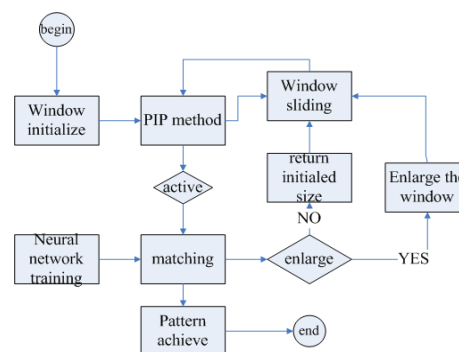 begin
Window
initialize
PIP method
Window
sliding
active
return
initialed
size
Enlarge the
window
NO
YES
Neural
network
training
matching
enlarge
Pattern
achieve
end